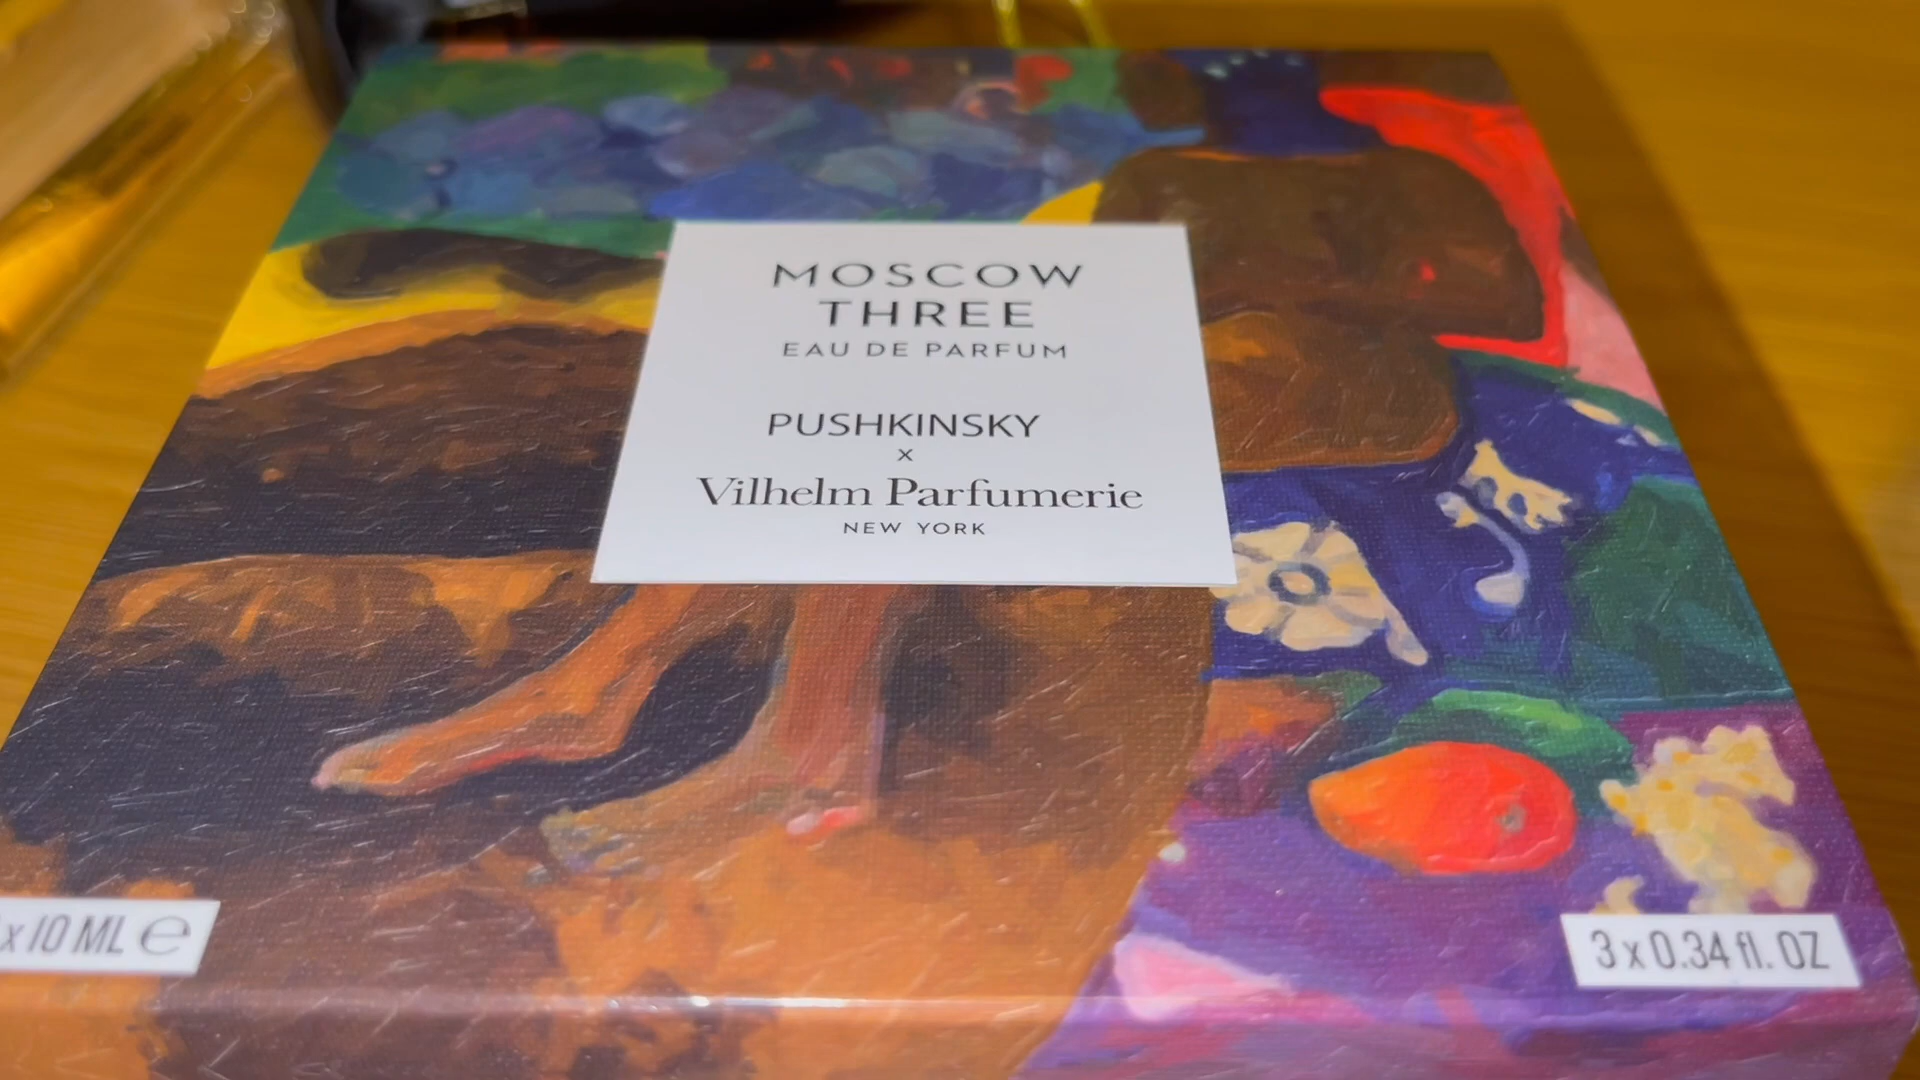 MOSCOW
THREE
EAU DE PARFUM
PUSHKINSKY
x
Vilhelm Parfumerie
NEW YORK
x 10 ML ℮
3 x 0.34 fl. OZ